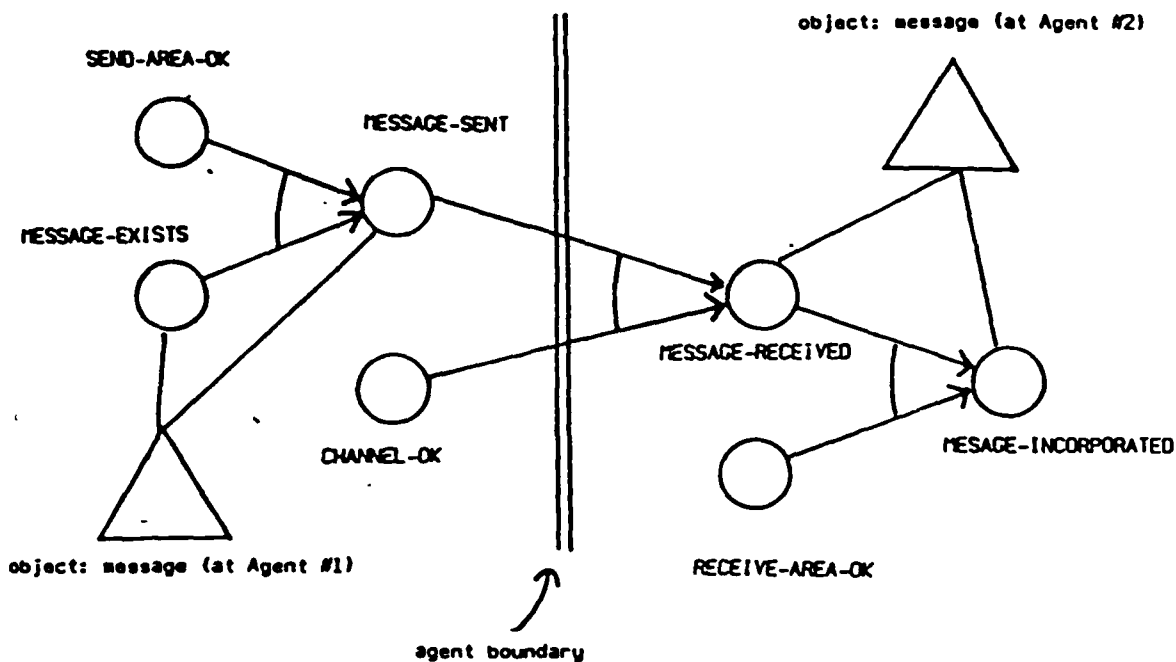 object: message (at Agent #2)
SEND-AREA-OK
MESSAGE-SENT
MESSAGE-EXISTS
MESSAGE-RECEIVED
CHANNEL-OK
MESAGE-INCORPORATED
object: message (at Agent #1)
RECEIVE-AREA-OK
agent boundary